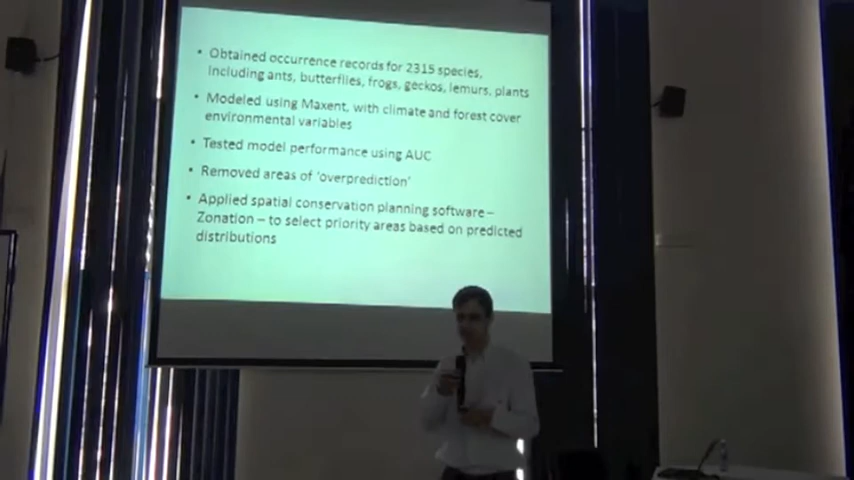 • Obtained occurrence records for 2315 species,
including ants, butterflies, frogs, geckos, lemurs, plants
• Modeled using Maxent, with climate and forest cover
environmental variables
• Tested model performance using AUC
• Removed areas of ‘overprediction’
• Applied spatial conservation planning software –
Zonation – to select priority areas based on predicted
distributions